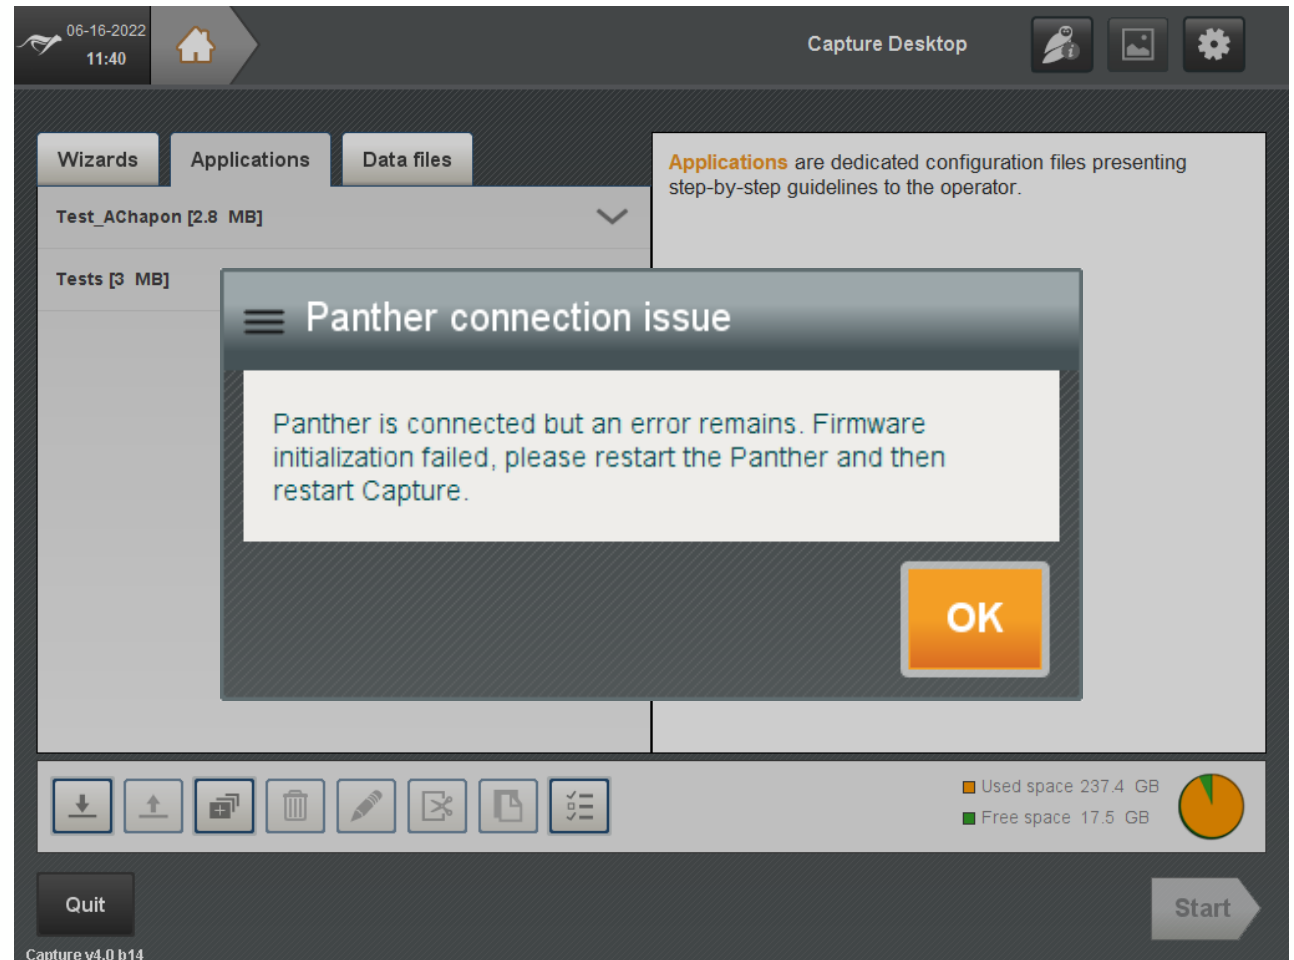 06-16-2022
11:40
Capture Desktop
Wizards
Applications
Data files
Applications are dedicated configuration files presenting
step-by-step guidelines to the operator.
Test_AChapon [2.8 MB]
Tests [3 MB]
Panther connection issue
Panther is connected but an error remains. Firmware
initialization failed, please restart the Panther and then
restart Capture.
OK
Used space 237.4 GB
Free space 17.5 GB
Quit
Start
Capture v4.0 b14